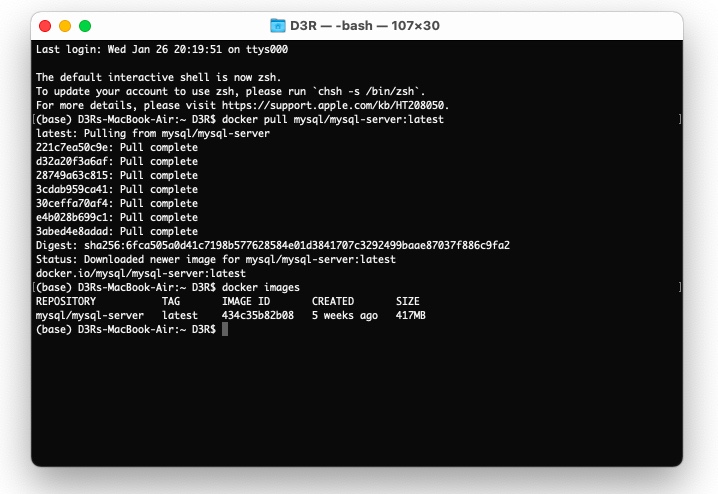 D3R — -bash — 107×30
Last login: Wed Jan 26 20:19:51 on ttys000
The default interactive shell is now zsh.
To update your account to use zsh, please run `chsh -s /bin/zsh`.
For more details, please visit https://support.apple.com/kb/HT208050.
[(base) D3Rs-MacBook-Air:~ D3R$ docker pull mysql/mysql-server:latest ]
latest: Pulling from mysql/mysql-server
221c7ea50c9e: Pull complete
d32a20f3a6af: Pull complete
28749a63c815: Pull complete
3cdab959ca41: Pull complete
30ceffa70af4: Pull complete
e4b028b699c1: Pull complete
3abed4e8adad: Pull complete
Digest: sha256:6fca505a0d41c7198b577628584e01d3841707c3292499baae87037f886c9fa2
Status: Downloaded newer image for mysql/mysql-server:latest
docker.io/mysql/mysql-server:latest
[(base) D3Rs-MacBook-Air:~ D3R$ docker images ]
REPOSITORY TAG IMAGE ID CREATED SIZE
mysql/mysql-server latest 434c35b82b08 5 weeks ago 417MB
(base) D3Rs-MacBook-Air:~ D3R$